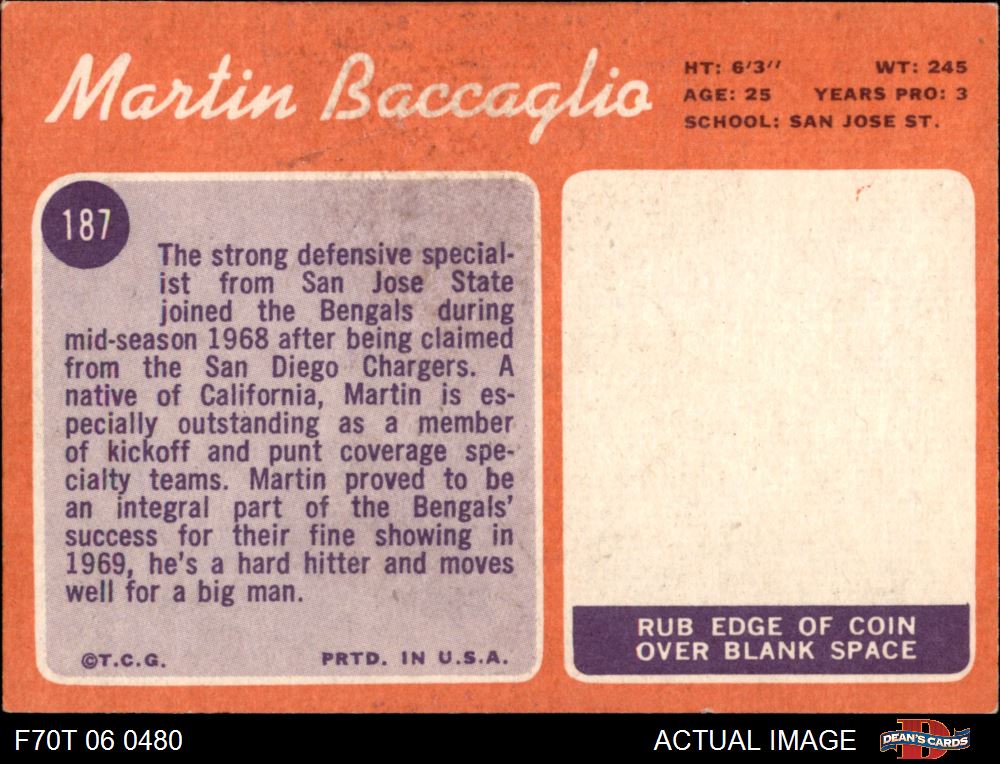 Martin Baccaglio
HT: 6'3'' WT: 245
AGE: 25 YEARS PRO: 3
SCHOOL: SAN JOSE ST.
187
The strong defensive special-
ist from San Jose State
joined the Bengals during
mid-season 1968 after being claimed
from the San Diego Chargers. A
native of California, Martin is es-
pecially outstanding as a member
of kickoff and punt coverage spe-
cialty teams. Martin proved to be
an integral part of the Bengals'
success for their fine showing in
1969, he's a hard hitter and moves
well for a big man.
©T.C.G. PRTD. IN U.S.A.
RUB EDGE OF COIN
OVER BLANK SPACE
F70T 06 0480 ACTUAL IMAGE
D
DEAN'S CARDS